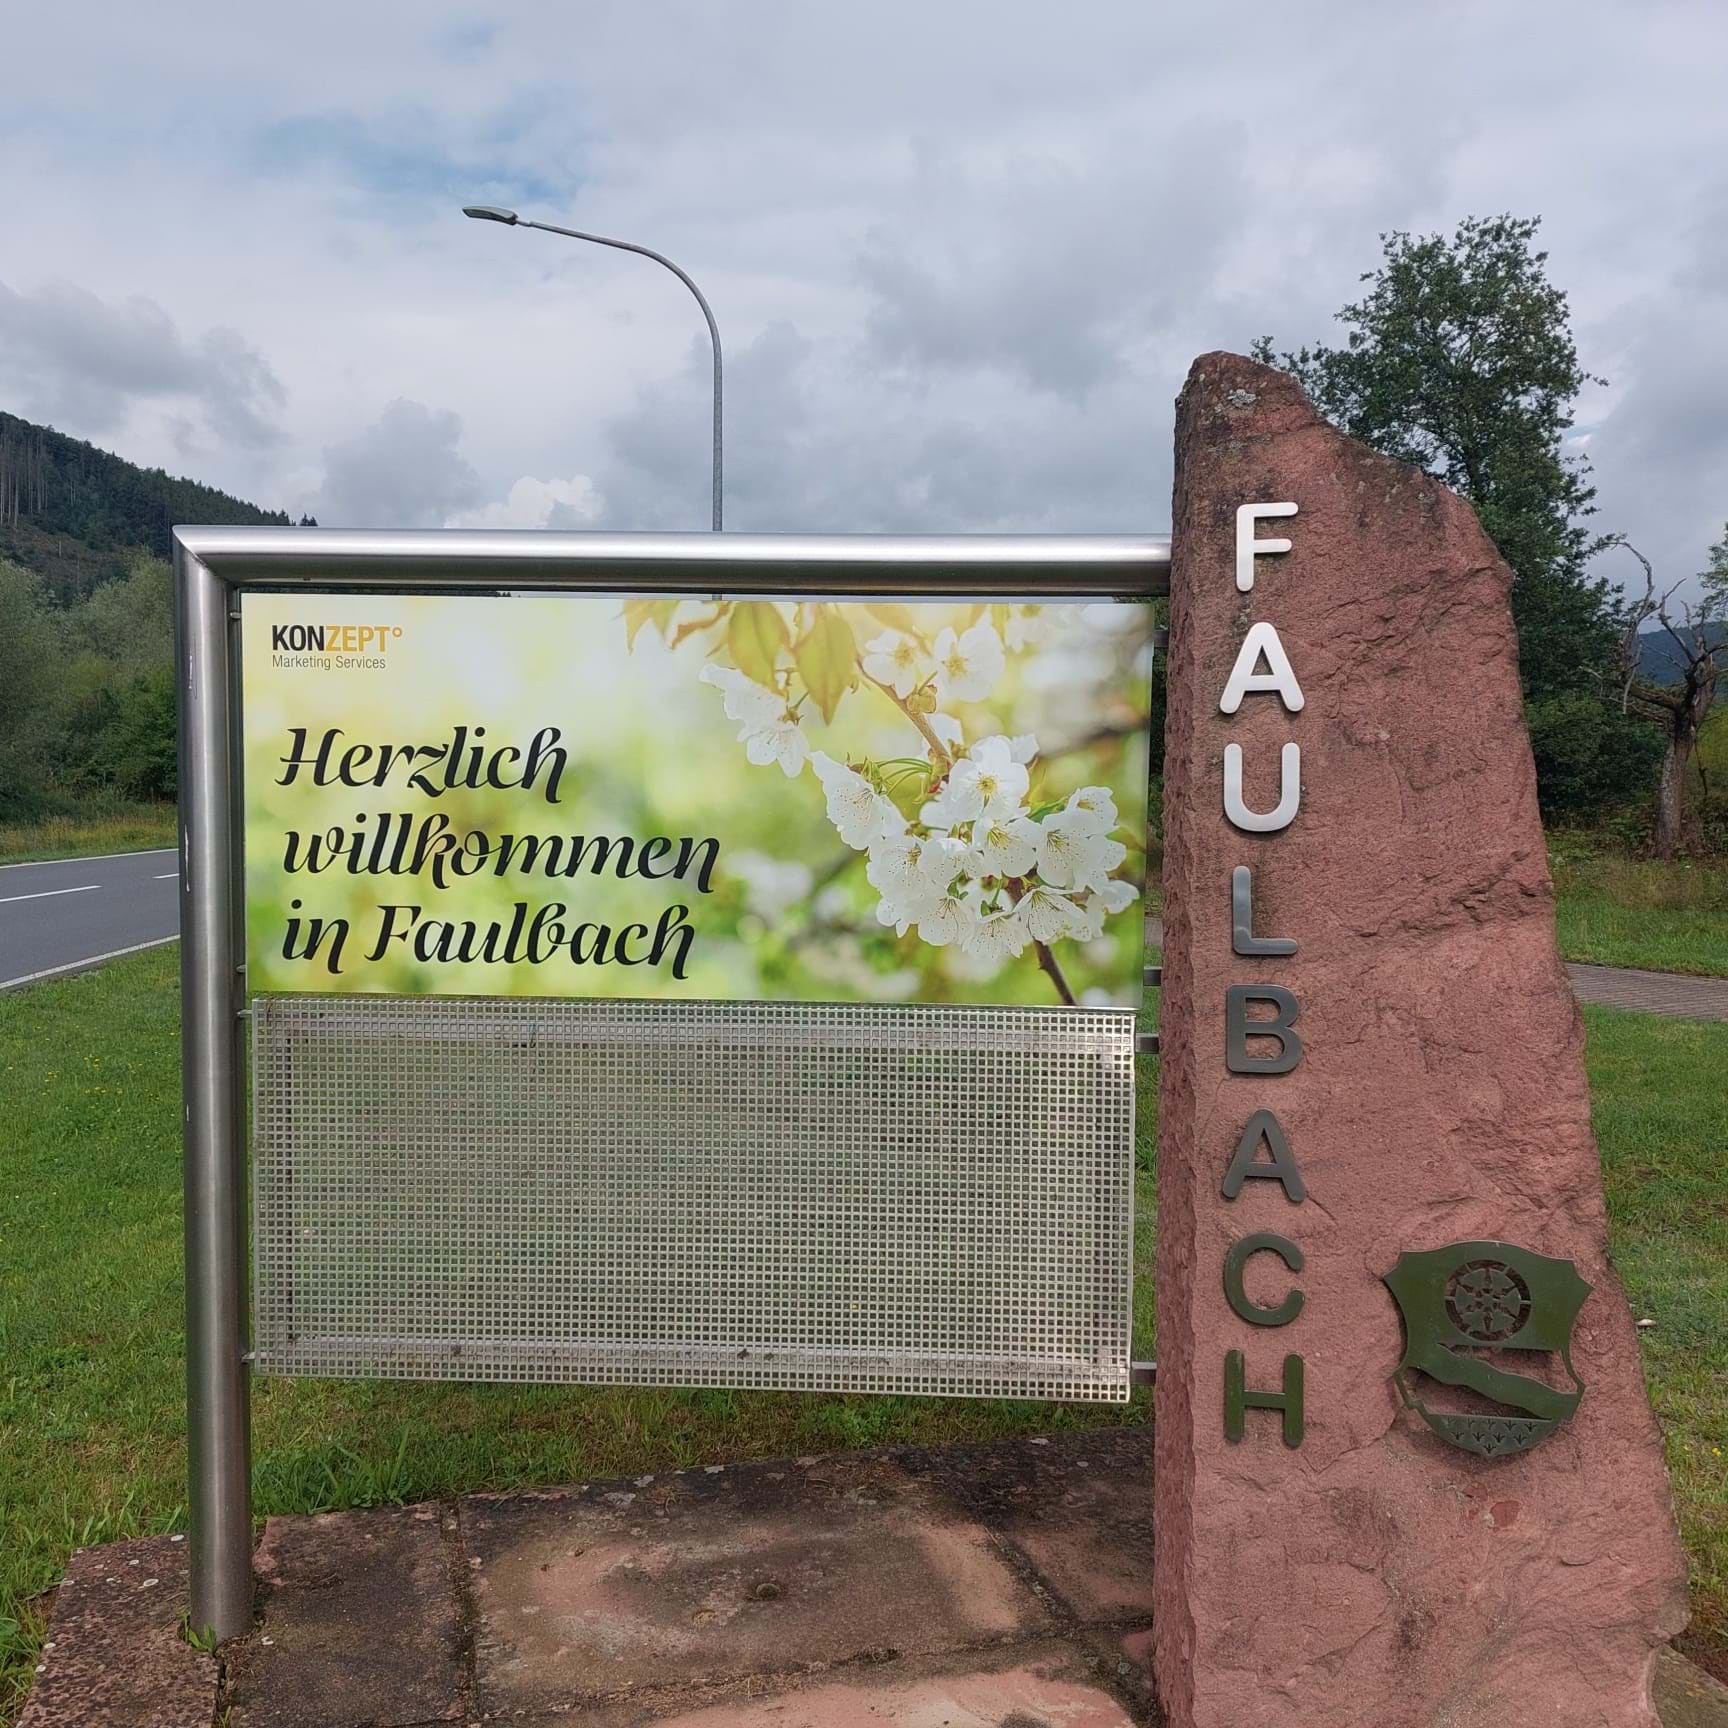 KONZEPT°
Marketing Services
Herzlich
willkommen
in Faulbach
FAULBACH